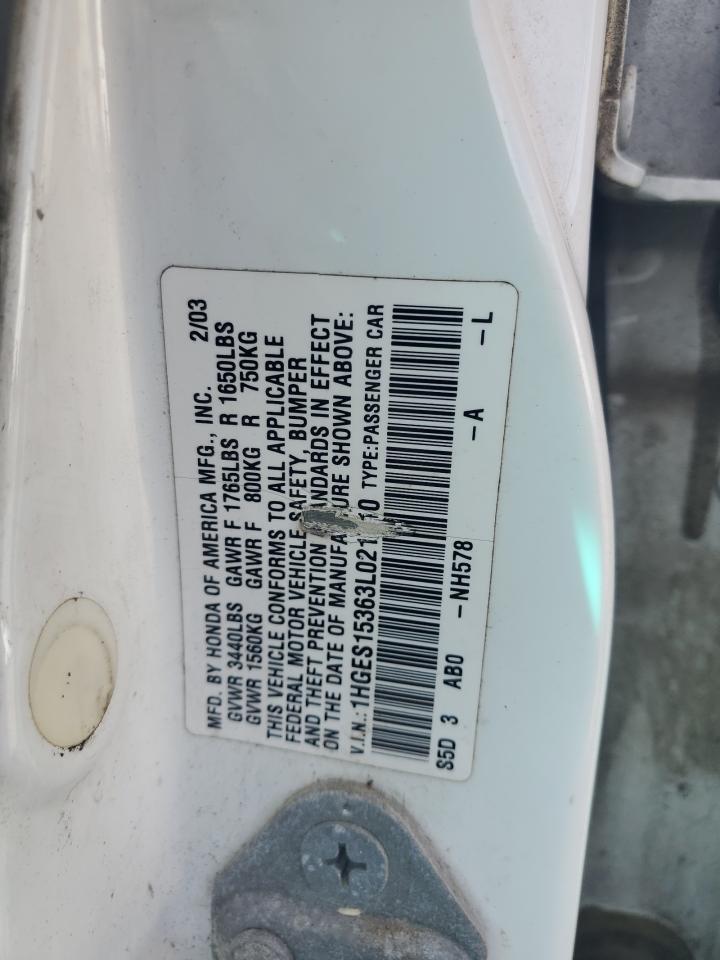 MFD. BY HONDA OF AMERICA MFG., INC. 2/03
GVWR 3440LBS GAWR F 1765LBS R 1650LBS
GVWR 1560KG GAWR F 800KG R 750KG
THIS VEHICLE CONFORMS TO ALL APPLICABLE
FEDERAL MOTOR VEHICLE SAFETY, BUMPER
AND THEFT PREVENTION STANDARDS IN EFFECT
ON THE DATE OF MANUFACTURE SHOWN ABOVE:
V.I.N.: TYPE:PASSENGER CAR
S5D 3 AB0 -NH578 -A -L